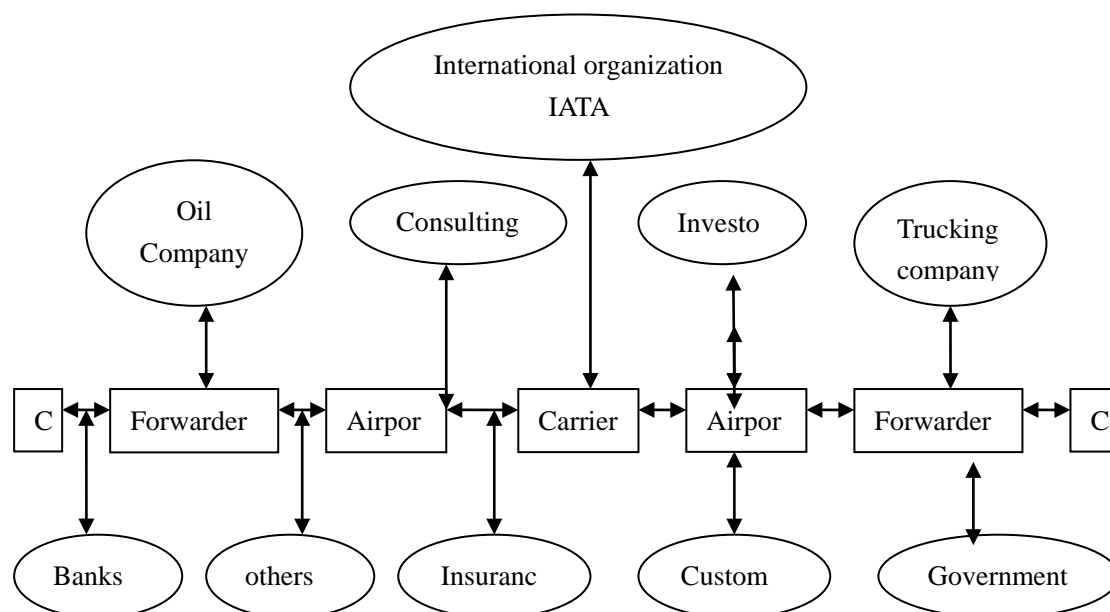 International organization
IATA
Oil
Company
Consulting
Investo
Trucking
company
C
Forwarder
Airpor
Carrier
Airpor
Forwarder
C
Banks
others
Insuranc
Custom
Government